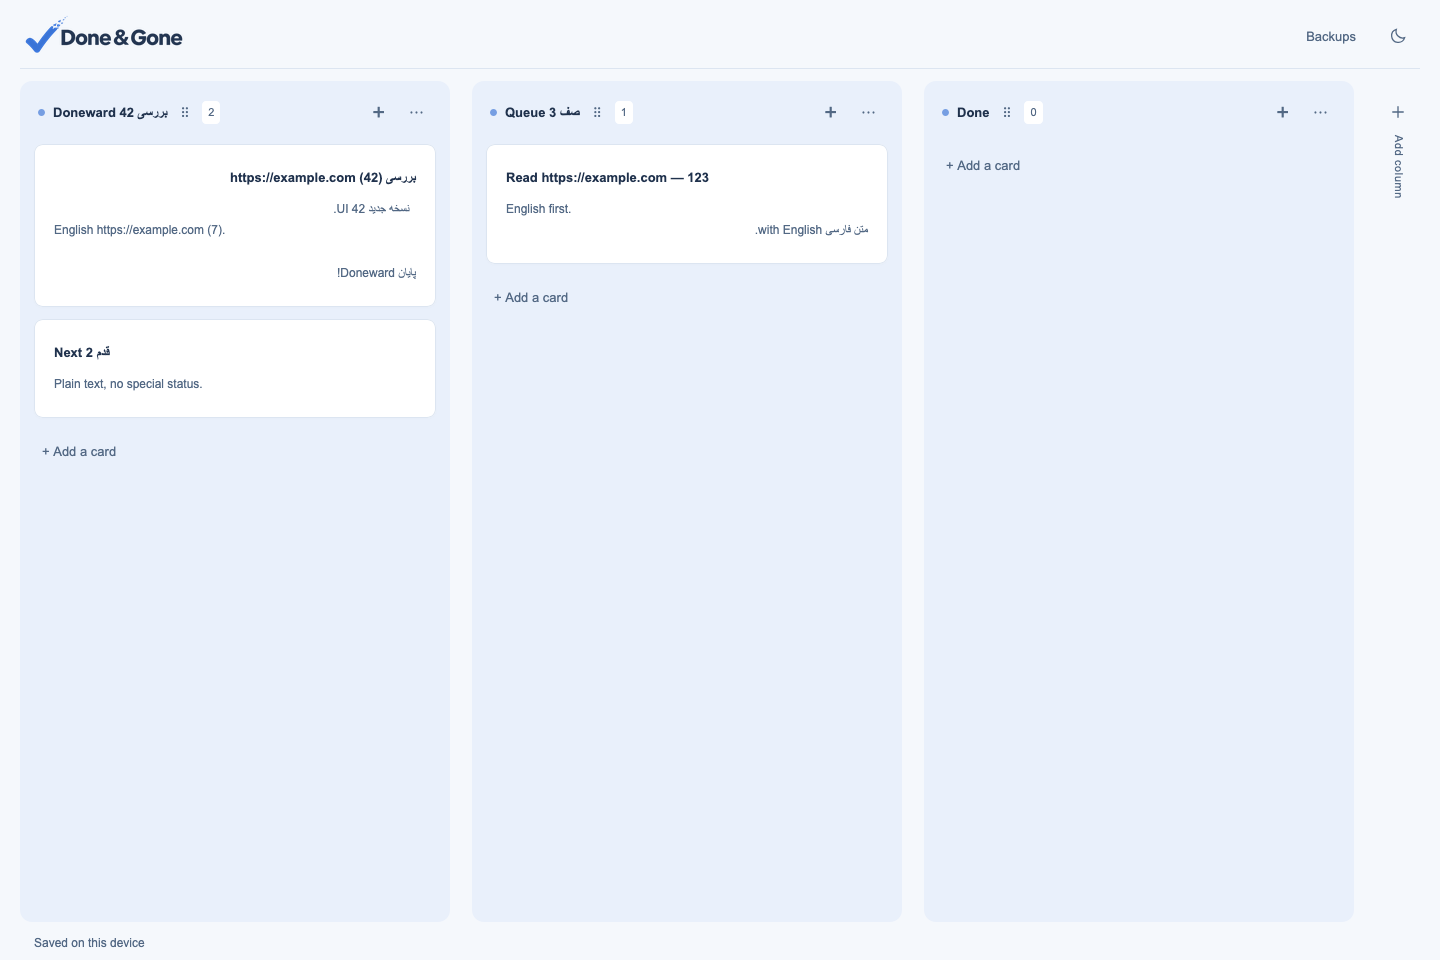 Done & Gone
Backups
Doneward 42 بررسی
2
+
...
بررسی (42) https://example.com
نسخه جدید UI 42.
English https://example.com (7).
پایان Doneward!
Next 2 قدم
Plain text, no special status.
+ Add a card
Queue 3 صف
1
+
...
Read https://example.com — 123
English first.
متن فارسی with English.
+ Add a card
Done
0
+
...
+ Add a card
+
Add column
Saved on this device